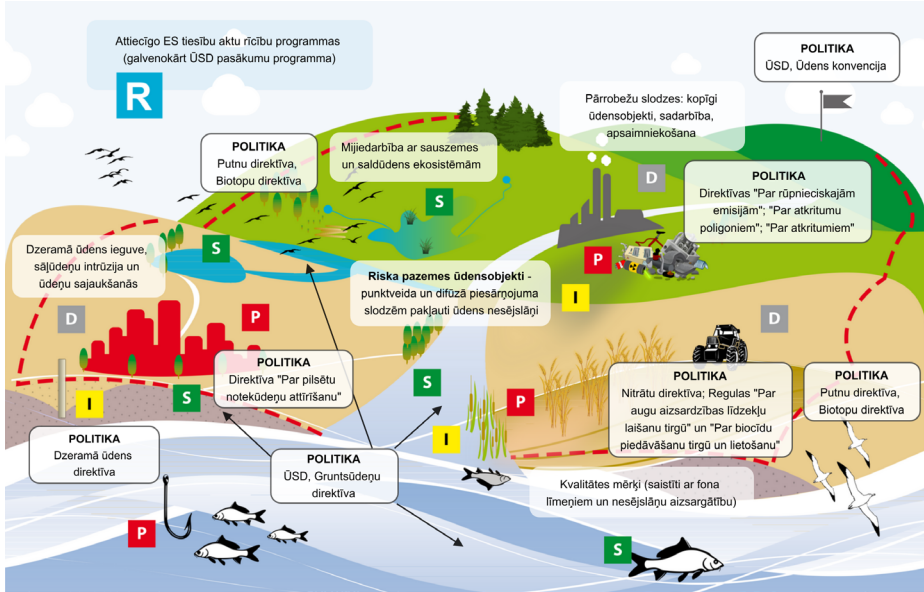 Attiecīgo ES tiesību aktu rīcību programmas
(galvenokārt ŪSD pasākumu programma)
R
POLITIKA
ŪSD, Ūdens konvencija
Pārrobežu slodzes: kopīgi
ūdensobjekti, sadarbība,
apsaimniekošana
POLITIKA
Putnu direktīva,
Biotopu direktīva
Mijiedarbība ar sauszemes
un saldūdens ekosistēmām
S
D
POLITIKA
Direktīvas "Par rūpnieciskajām
emisijām"; "Par atkritumu
poligoniem"; "Par atkritumiem"
Dzeramā ūdens ieguve,
sāļūdeņu intrūzija un
ūdeņu sajaukšanās
S
Riska pazemes ūdensobjekti -
punktveida un difūzā piesārņojuma
slodzēm pakļauti ūdens nesējslāņi
P
I
D
P
D
POLITIKA
Direktīva "Par pilsētu
notekūdeņu attīrīšanu"
I
S
S
P
I
POLITIKA
Nitrātu direktīva; Regulas "Par
augu aizsardzības līdzekļu
laišanu tirgū" un "Par biocīdu
piedāvāšanu tirgū un lietošanu"
POLITIKA
Putnu direktīva,
Biotopu direktīva
POLITIKA
Dzeramā ūdens
direktīva
POLITIKA
ŪSD, Gruntsūdeņu
direktīva
Kvalitātes mērķi (saistīti ar fona
līmeņiem un nesējslāņu aizsargātību)
P
S